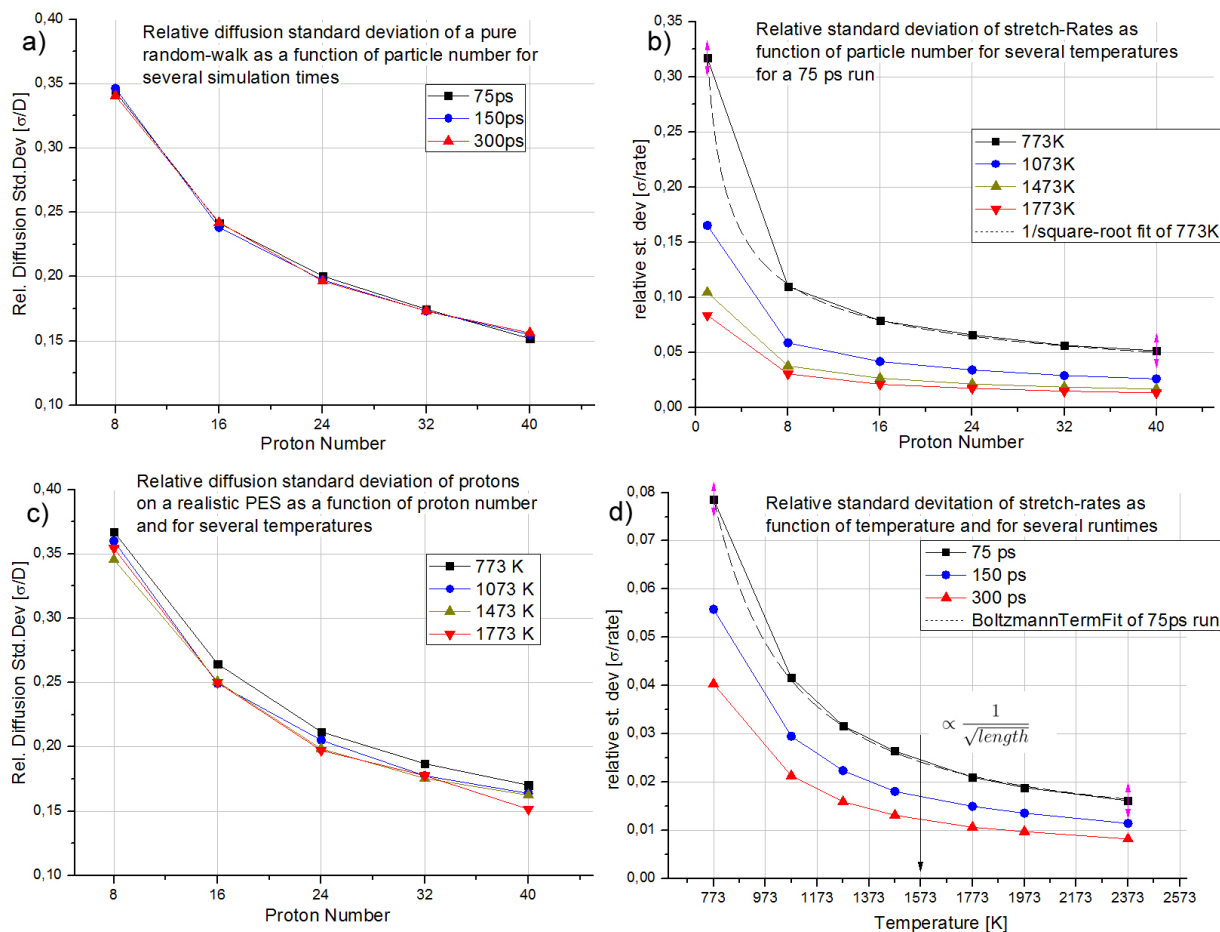 a)
Relative diffusion standard deviation of a pure
random-walk as a function of particle number for
several simulation times
75ps
150ps
300ps
Rel. Diffusion Std.Dev [σ/D]
0,40
0,35
0,30
0,25
0,20
0,15
0,10
8 16 24 32 40
Proton Number
b)
Relative standard deviation of stretch-Rates as
function of particle number for several temperatures
for a 75 ps run
773K
1073K
1473K
1773K
1/square-root fit of 773K
relative st. dev [σ/rate]
0,35
0,30
0,25
0,20
0,15
0,10
0,05
0,00
0 8 16 24 32 40
Proton Number
c)
Relative diffusion standard deviation of protons
on a realistic PES as a function of proton number
and for several temperatures
773 K
1073 K
1473 K
1773 K
Rel. Diffusion Std.Dev [σ/D]
0,40
0,35
0,30
0,25
0,20
0,15
0,10
8 16 24 32 40
Proton Number
d)
Relative standard devitation of stretch-rates as
function of temperature and for several runtimes
75 ps
150 ps
300 ps
BoltzmannTermFit of 75ps run
∝ 1/√length
relative st. dev [σ/rate]
0,08
0,07
0,06
0,05
0,04
0,03
0,02
0,01
0,00
773 973 1173 1373 1573 1773 1973 2173 2373 2573
Temperature [K]